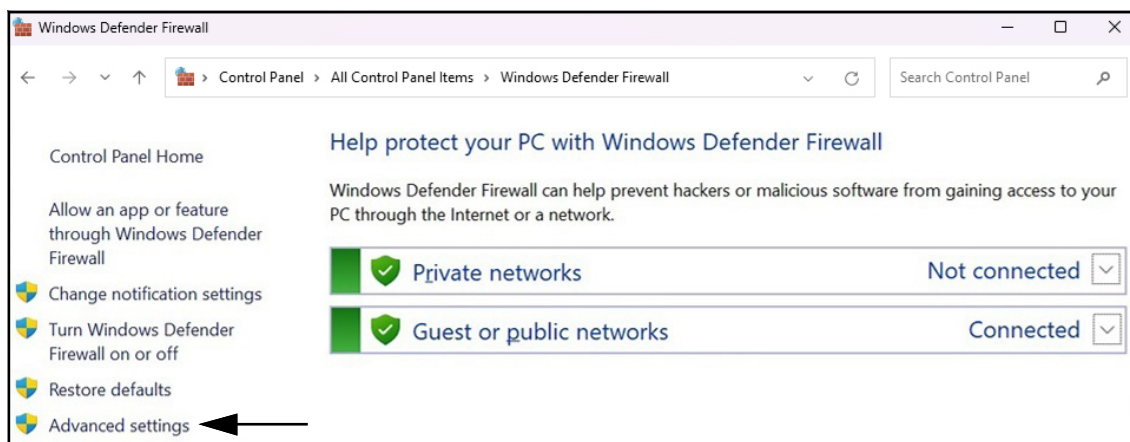 Windows Defender Firewall
Control Panel > All Control Panel Items > Windows Defender Firewall
Search Control Panel
Control Panel Home
Allow an app or feature
through Windows Defender
Firewall
Change notification settings
Turn Windows Defender
Firewall on or off
Restore defaults
Advanced settings
Help protect your PC with Windows Defender Firewall
Windows Defender Firewall can help prevent hackers or malicious software from gaining access to your
PC through the Internet or a network.
Private networks Not connected
Guest or public networks Connected